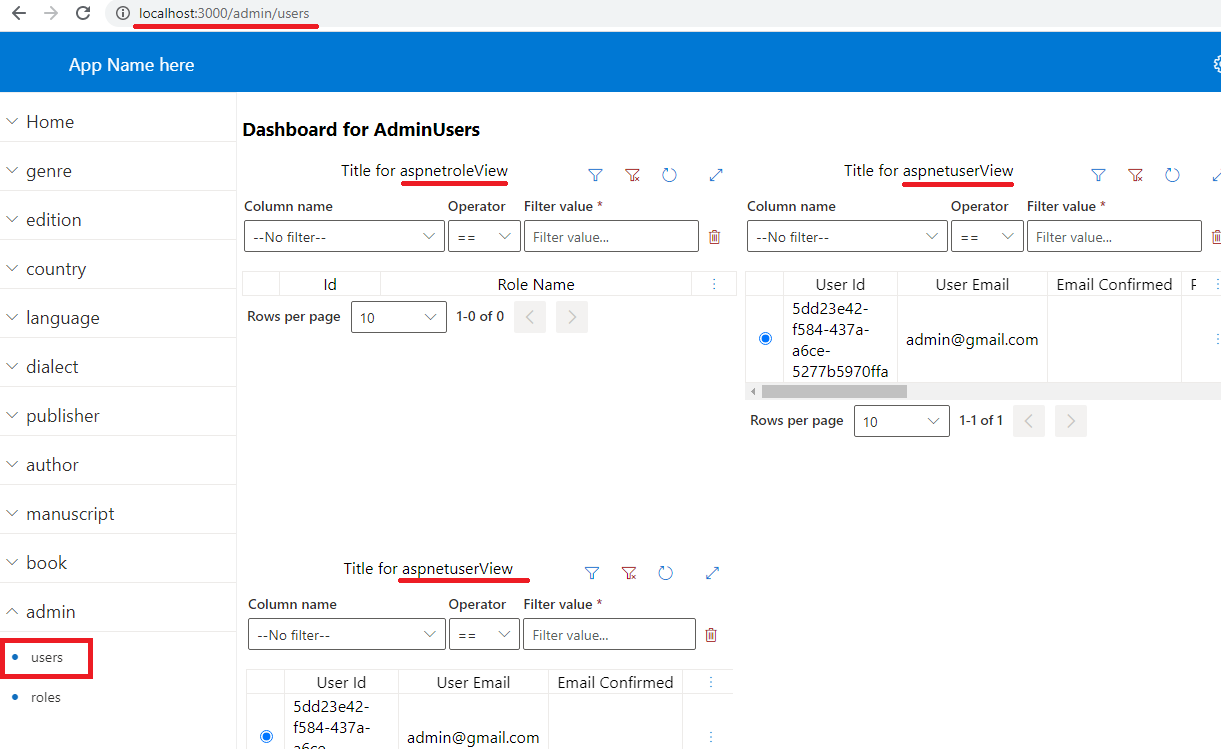 localhost:3000/admin/users
App Name here
Home
genre
edition
country
language
dialect
publisher
author
manuscript
book
admin
users
roles
Dashboard for AdminUsers
Title for aspnetroleView
Column name Operator Filter value *
--No filter-- == Filter value...
Id Role Name
Rows per page 10 1-0 of 0
Title for aspnetuserView
Column name Operator Filter value *
--No filter-- == Filter value...
User Id User Email Email Confirmed P
5dd23e42-
f584-437a-
a6ce-
5277b5970ffa
admin@gmail.com
Rows per page 10 1-1 of 1
Title for aspnetuserView
Column name Operator Filter value *
--No filter-- == Filter value...
User Id User Email Email Confirmed
5dd23e42-
f584-437a-
a6ce-
admin@gmail.com